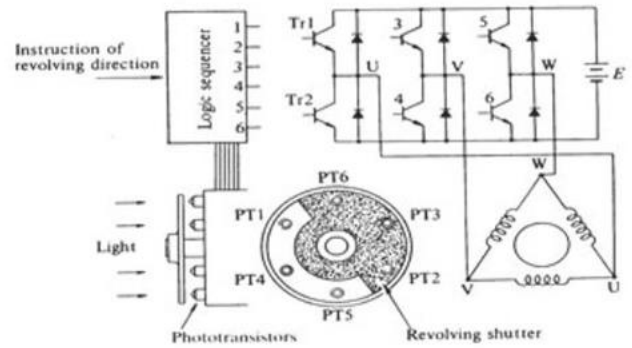 Instruction of
revolving direction
Logic sequencer
1
2
3
4
5
6
Tr1
3
5
U
V
W
E
Tr2
4
6
Light
PT6
PT1
PT3
PT4
PT2
PT5
Phototransistors
Revolving shutter
W
V
U